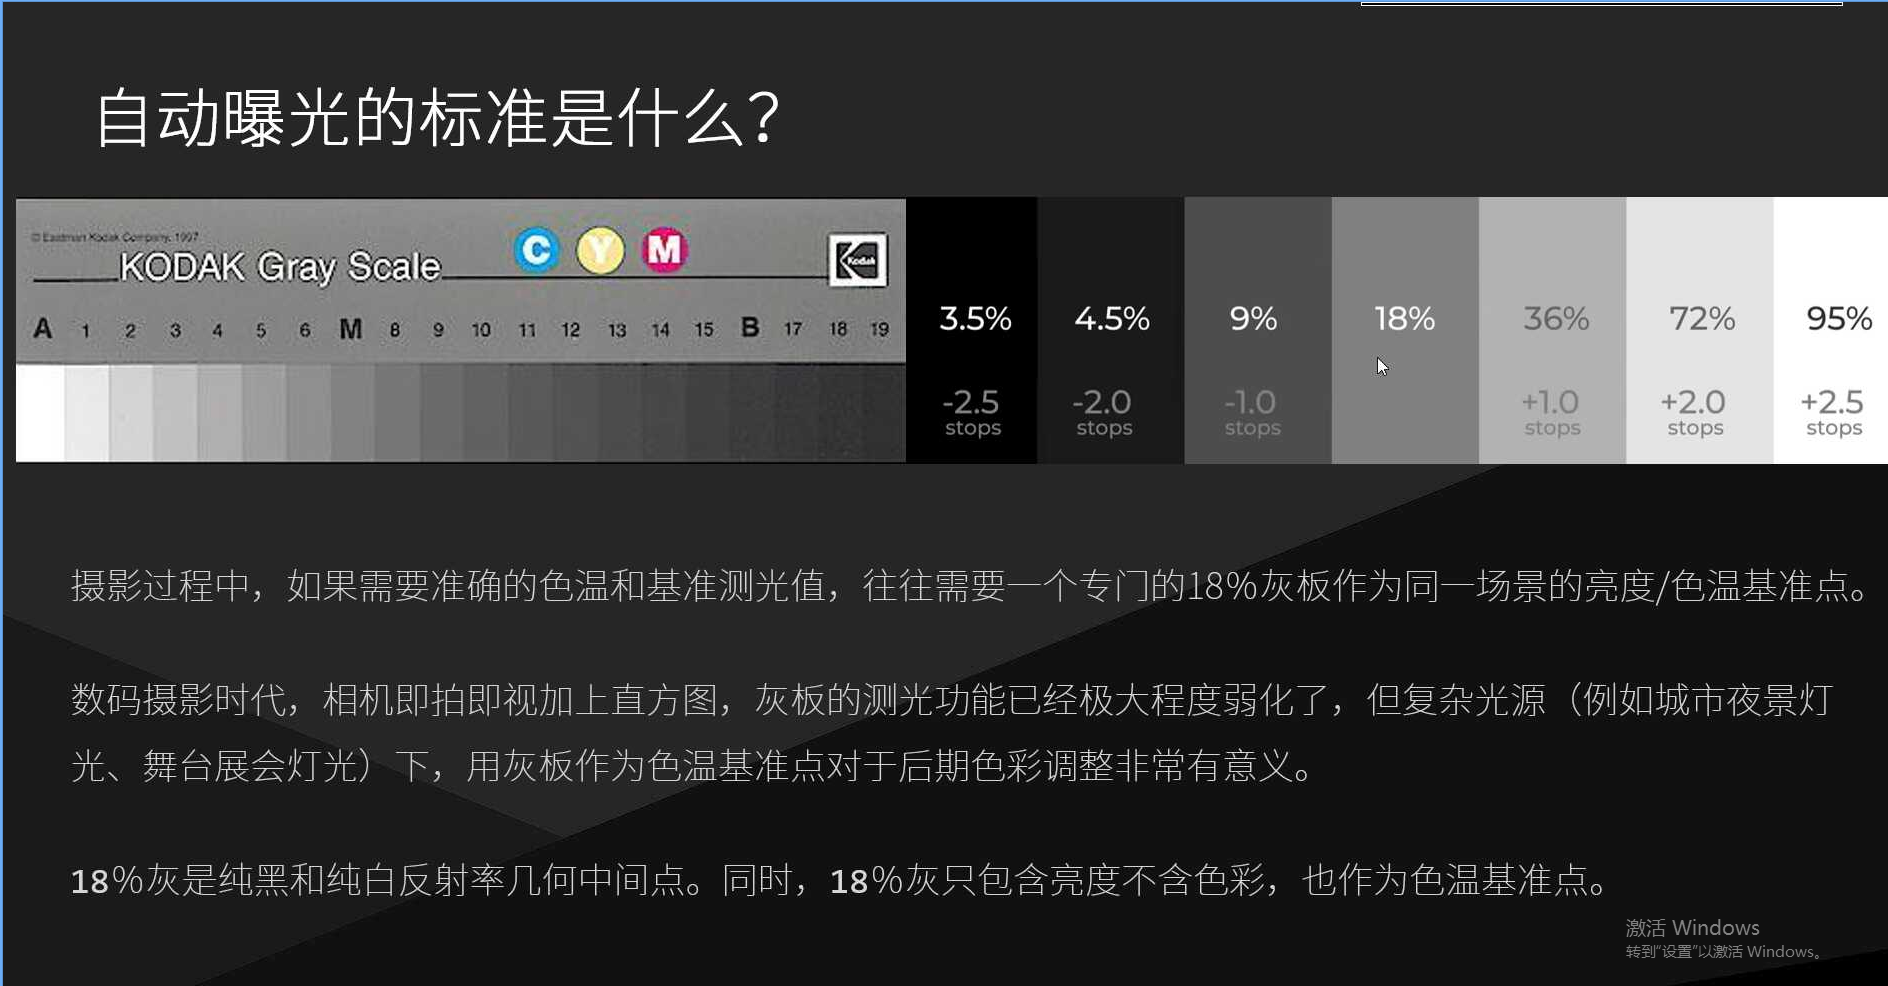 自动曝光的标准是什么?
© Eastman Kodak Company, 1997
KODAK Gray Scale
C Y M
Kodak
A 1 2 3 4 5 6 M 8 9 10 11 12 13 14 15 B 17 18 19
3.5% 4.5% 9% 18% 36% 72% 95%
-2.5 -2.0 -1.0 +1.0 +2.0 +2.5
stops stops stops stops stops stops
摄影过程中，如果需要准确的色温和基准测光值，往往需要一个专门的18%灰板作为同一场景的亮度/色温基准点。
数码摄影时代，相机即拍即视加上直方图，灰板的测光功能已经极大程度弱化了，但复杂光源（例如城市夜景灯
光、舞台展会灯光）下，用灰板作为色温基准点对于后期色彩调整非常有意义。
18%灰是纯黑和纯白反射率几何中间点。同时，18%灰只包含亮度不含色彩，也作为色温基准点。
激活 Windows
转到"设置"以激活 Windows。